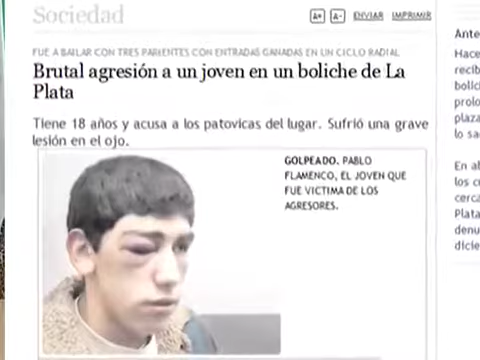 Sociedad
A+ A- ENVIAR IMPRIMIR
FUE A BAILAR CON TRES PARIENTES CON ENTRADAS GANADAS EN UN CICLO RADIAL
Brutal agresión a un joven en un boliche de La
Plata
Tiene 18 años y acusa a los patovicas del lugar. Sufrió una grave
lesión en el ojo.
GOLPEADO. PABLO
FLAMENCO, EL JOVEN QUE
FUE VICTIMA DE LOS
AGRESORES.
Ante
Hace
recib
bolic
prolo
plaza
lo sa
En al
los c
cerca
Plata
denu
dicie